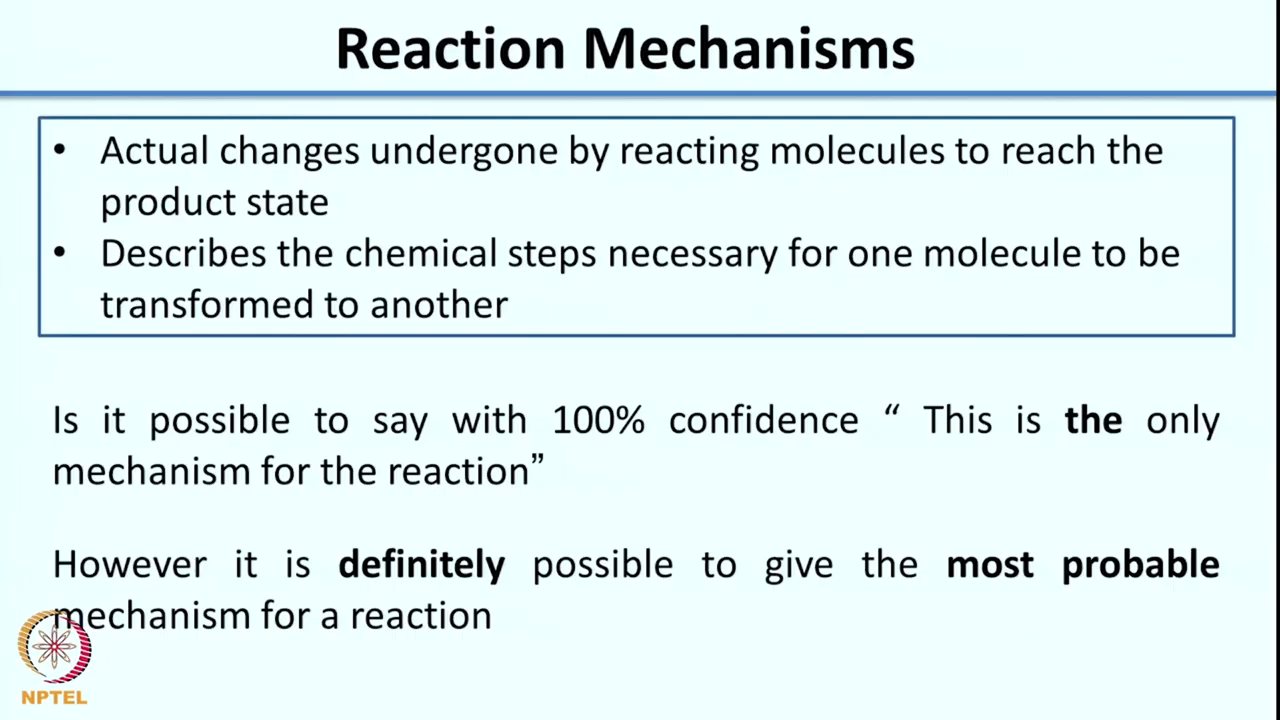 Reaction Mechanisms
• Actual changes undergone by reacting molecules to reach the
product state
• Describes the chemical steps necessary for one molecule to be
transformed to another
Is it possible to say with 100% confidence “ This is the only
mechanism for the reaction”
However it is definitely possible to give the most probable
mechanism for a reaction
NPTEL